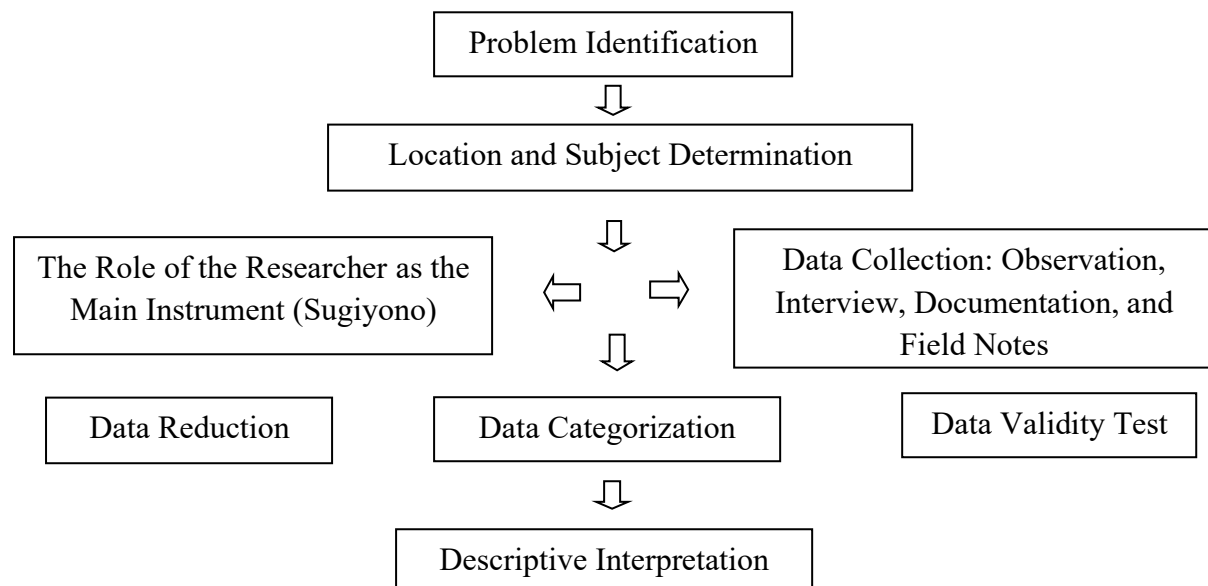 Problem Identification
Location and Subject Determination
The Role of the Researcher as the
Main Instrument (Sugiyono)
Data Collection: Observation,
Interview, Documentation, and
Field Notes
Data Reduction
Data Categorization
Data Validity Test
Descriptive Interpretation